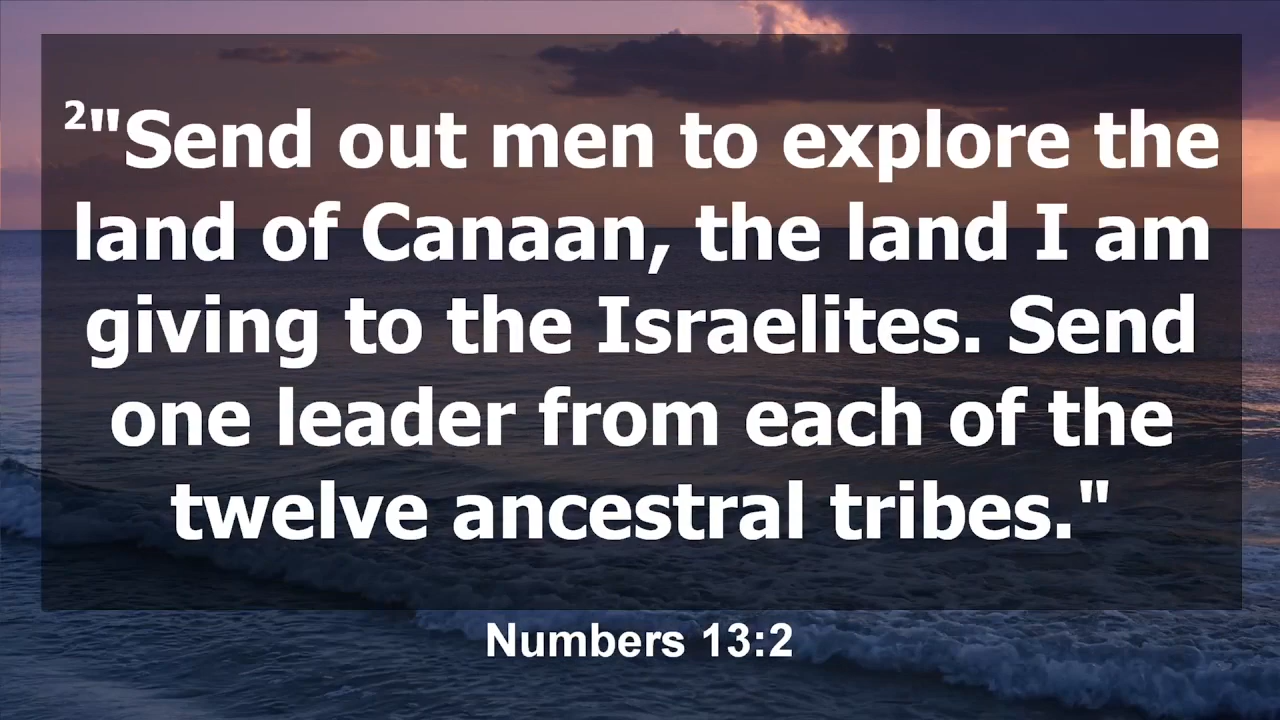 ²"Send out men to explore the
land of Canaan, the land I am
giving to the Israelites. Send
one leader from each of the
twelve ancestral tribes."
Numbers 13:2